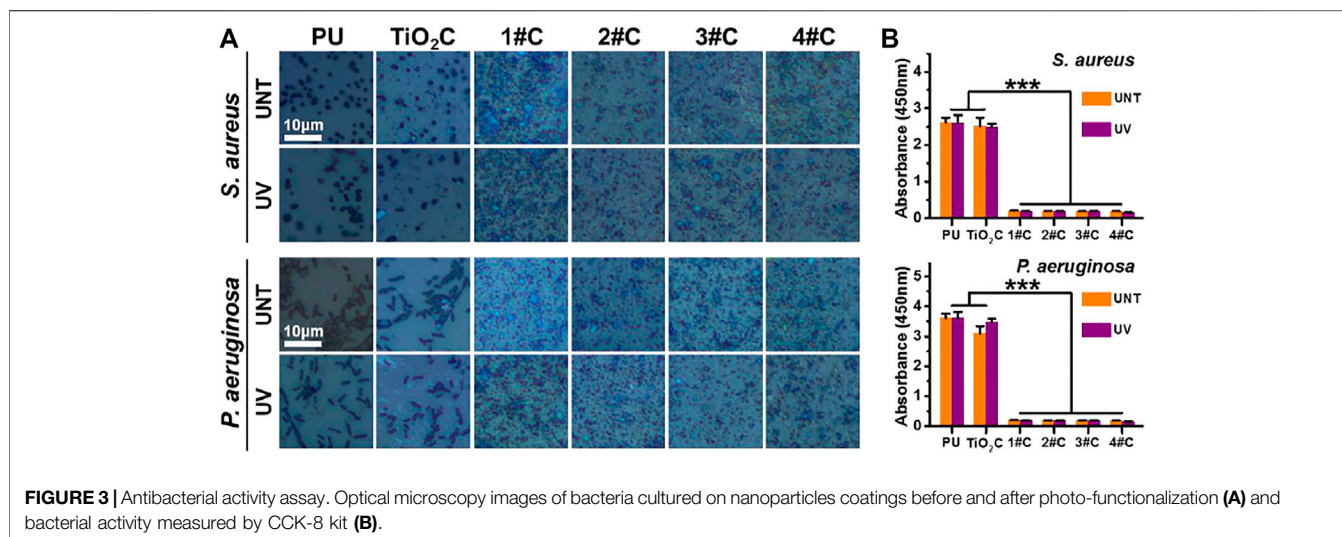 A
PU TiO₂C 1#C 2#C 3#C 4#C
S. aureus
UNT
10μm
UV
P. aeruginosa
UNT
10μm
UV
B
S. aureus
***
UNT
UV
Absorbance (450nm)
4
3
2
1
0
PU TiO₂C 1#C 2#C 3#C 4#C
P. aeruginosa
***
UNT
UV
Absorbance (450nm)
5
4
3
2
1
0
PU TiO₂C 1#C 2#C 3#C 4#C
FIGURE 3 | Antibacterial activity assay. Optical microscopy images of bacteria cultured on nanoparticles coatings before and after photo-functionalization (A) and
bacterial activity measured by CCK-8 kit (B).